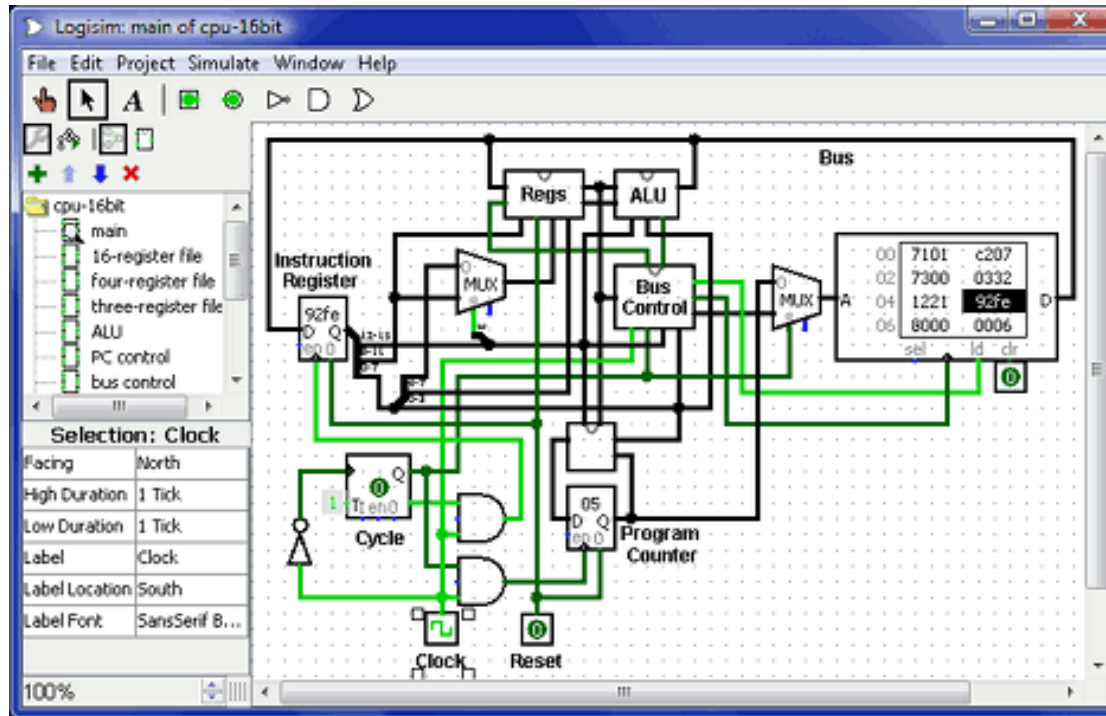 Logisim: main of cpu-16bit
File Edit Project Simulate Window Help
A
cpu-16bit
main
16-register file
four-register file
three-register file
ALU
PC control
bus control
Selection: Clock
Facing North
High Duration 1 Tick
Low Duration 1 Tick
Label Clock
Label Location South
Label Font SansSerif B...
100%
Bus
Regs
ALU
Instruction
Register
92fe
D Q
MUX
Bus
Control
MUX
A
00 7101 c207
02 7300 0332
04 1221 92fe
06 8000 0006
D
sel ld clr
0
Q
0
1
Cycle
05
D Q
Program
Counter
0
Clock
Reset